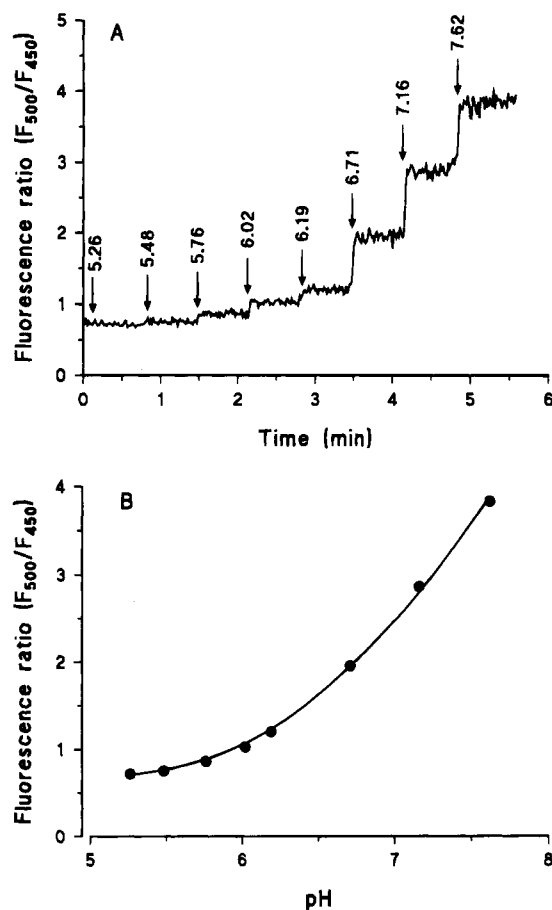 A
Fluorescence ratio (F500/F450)
5
4
3
2
1
0
5.26
5.48
5.76
6.02
6.19
6.71
7.16
7.62
0 1 2 3 4 5 6
Time (min)
B
Fluorescence ratio (F500/F450)
4
3
2
1
0
5 6 7 8
pH